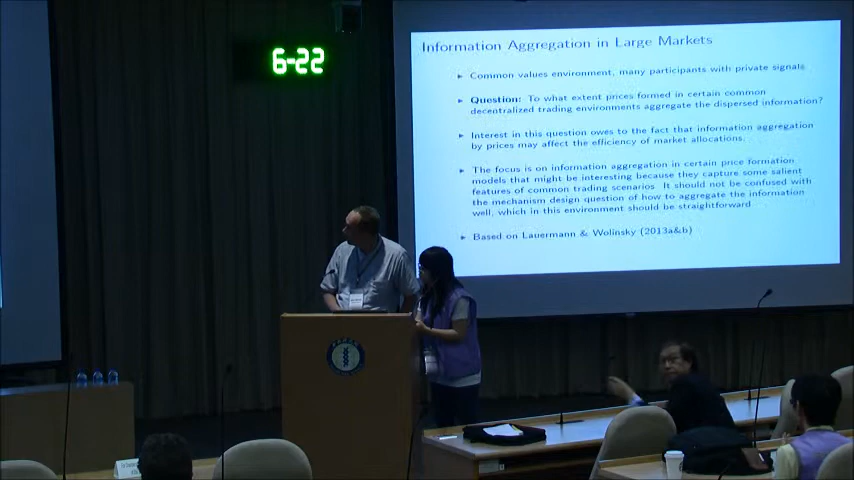 6-22
Information Aggregation in Large Markets
Common values environment, many participants with private signals.
Question: To what extent prices formed in certain common
decentralized trading environments aggregate the dispersed information?
Interest in this question owes to the fact that information aggregation
by prices may affect the efficiency of market allocations.
The focus is on information aggregation in certain price formation
models that might be interesting because they capture some salient
features of common trading scenarios. It should not be confused with
the mechanism design question of how to aggregate the information
well, which in this environment should be straightforward
Based on Lauermann & Wolinsky (2013a&b)